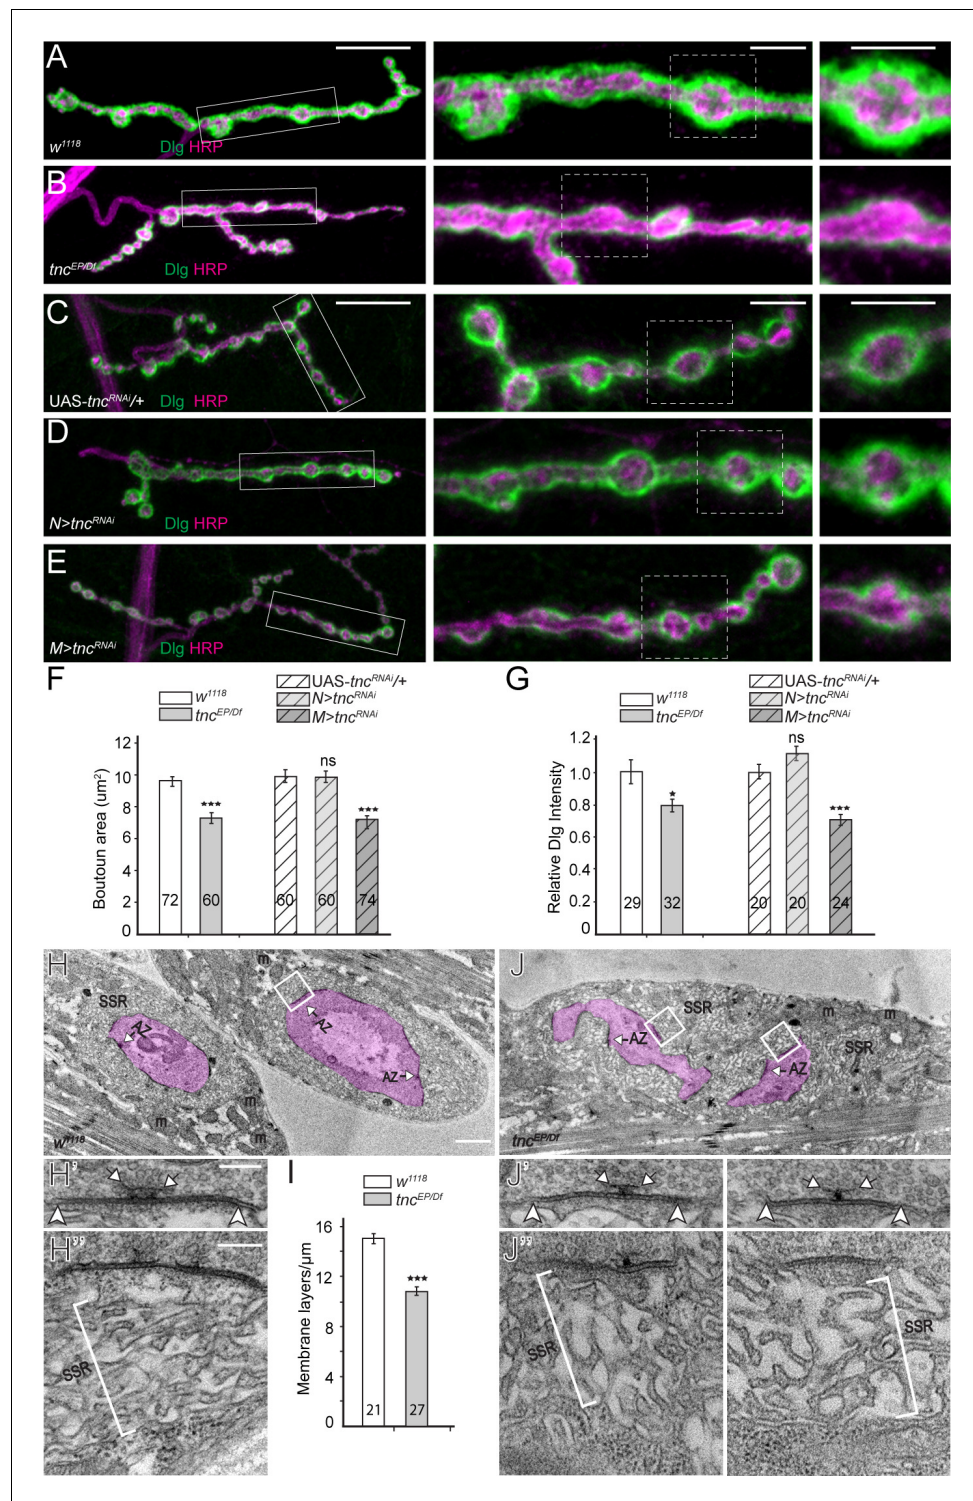 A
w1118
Dlg HRP
B
tncEP/Df
Dlg HRP
C
UAS-tncRNAi/+
Dlg HRP
D
N>tncRNAi
Dlg HRP
E
M>tncRNAi
Dlg HRP
F
w1118
tncEP/Df
UAS-tncRNAi/+
N>tncRNAi
M>tncRNAi
Boutoun area (um2)
12
10
8
6
4
2
0
72
***
60
60
ns
60
***
74
G
w1118
tncEP/Df
UAS-tncRNAi/+
N>tncRNAi
M>tncRNAi
Relative Dlg Intensity
1.2
1.0
0.8
0.6
0.4
0.2
0
29
*
32
20
ns
20
***
24
H
m
SSR
AZ
AZ
AZ
m
m
m
w1118
J
SSR
m
m
AZ
SSR
AZ
tncEP/Df
H'
H''
SSR
I
w1118
tncEP/Df
Membrane layers/µm
16
12
8
4
0
21
***
27
J'
J''
SSR
SSR